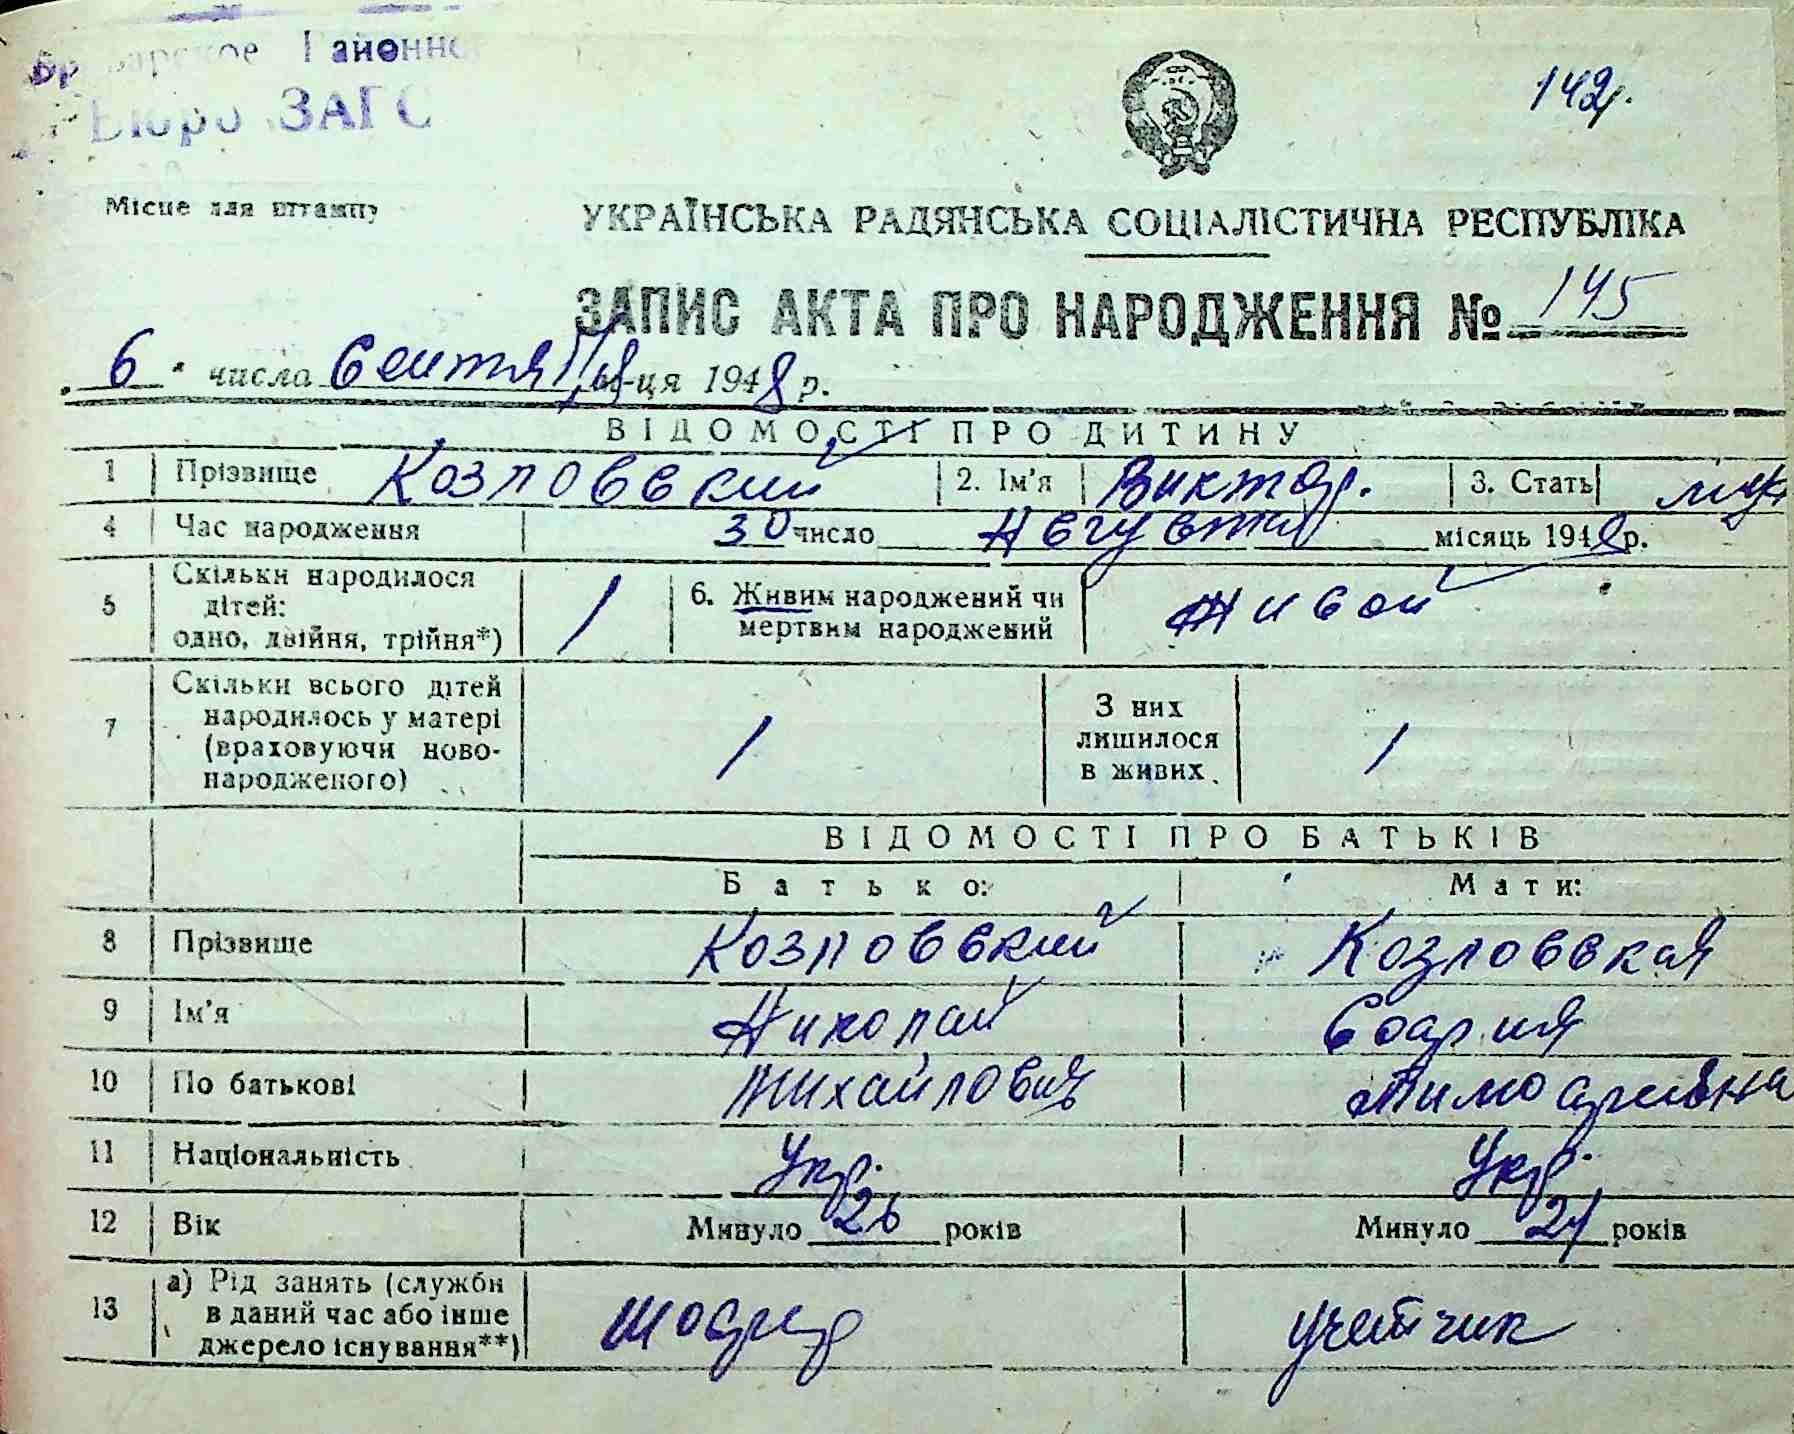 Районно
Бюро ЗАГС
142.
Місце для штампу
УКРАЇНСЬКА РАДЯНСЬКА СОЦІАЛІСТИЧНА РЕСПУБЛІКА
ЗАПИС АКТА ПРО НАРОДЖЕННЯ № 145
„6" числа Сентября м-ця 1948 р.
ВІДОМОСТІ ПРО ДИТИНУ
1 Прізвище Козловский 2. Ім'я Виктор. 3. Стать муж
4 Час народження 30 число Августа місяць 1948 р.
5 Скільки народилося
дітей:
одно, двійня, трійня*) 1
6. Живим народжений чи
мертвим народжений живой
7 Скільки всього дітей
народилось у матері
(враховуючи ново-
народженого) 1
З них
лишилося
в живих. 1
ВІДОМОСТІ ПРО БАТЬКІВ
Батько: Мати:
8 Прізвище Козловский Козловская
9 Ім'я Николай София
10 По батькові Михайлович Тимофеевна
11 Національність Укр. Укр.
12 Вік Минуло 26 років Минуло 21 років
13 а) Рід занять (служби
в даний час або інше
джерело існування**) шофер учетчик